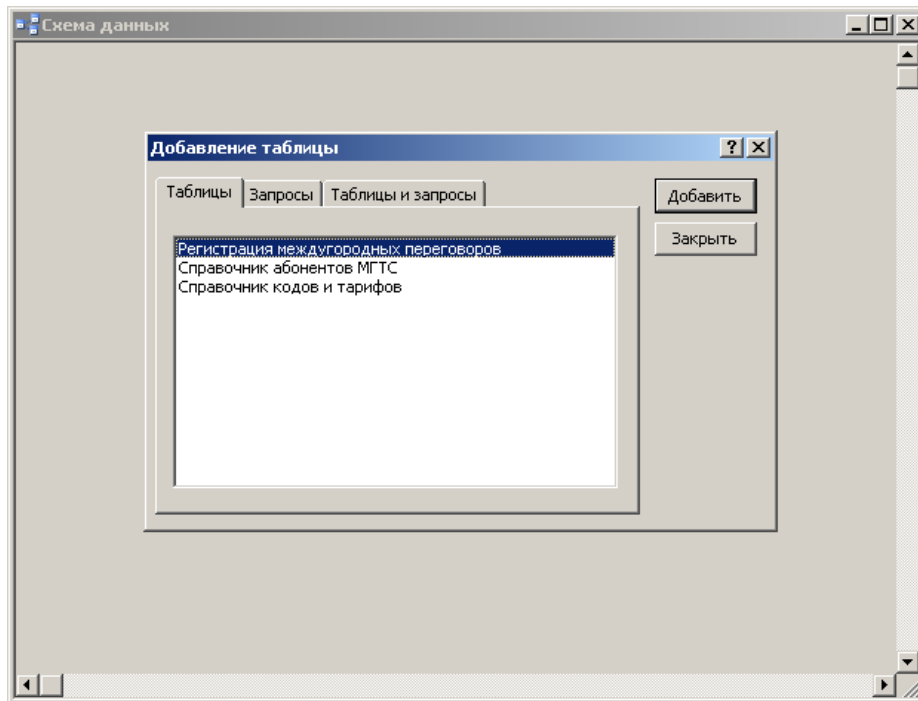 Схема данных
Добавление таблицы
Таблицы Запросы Таблицы и запросы
Добавить
Закрыть
Регистрация междугородных переговоров
Справочник абонентов МГТС
Справочник кодов и тарифов